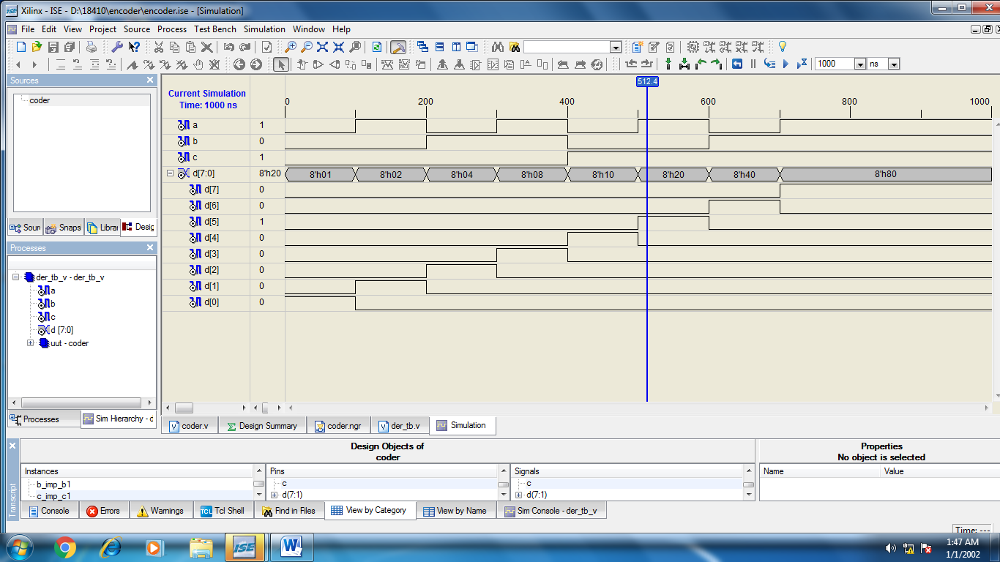 Xilinx - ISE - D:\18410\encoder\encoder.ise - [Simulation]
File Edit View Project Source Process Test Bench Simulation Window Help
1000 ns
Sources
coder
Sour Snaps Librar Desig
Processes
der_tb_v - der_tb_v
a
b
c
d [7:0]
uut - coder
Processes Sim Hierarchy - d
Current Simulation
Time: 1000 ns
512.4
0 200 400 600 800 1000
a 1
b 0
c 1
d[7:0] 8'h20 8'h01 8'h02 8'h04 8'h08 8'h10 8'h20 8'h40 8'h80
d[7] 0
d[6] 0
d[5] 1
d[4] 0
d[3] 0
d[2] 0
d[1] 0
d[0] 0
coder.v Design Summary coder.ngr der_tb.v Simulation
Transcript
Design Objects of
coder
Properties
No object is selected
Instances Pins Signals Name Value
b_imp_b1 c c
c_imp_c1 d(7:1) d(7:1)
Console Errors Warnings TCL Tcl Shell Find in Files View by Category View by Name Sim Console - der_tb_v
Time: ---
ISE W 1:47 AM
1/1/2002